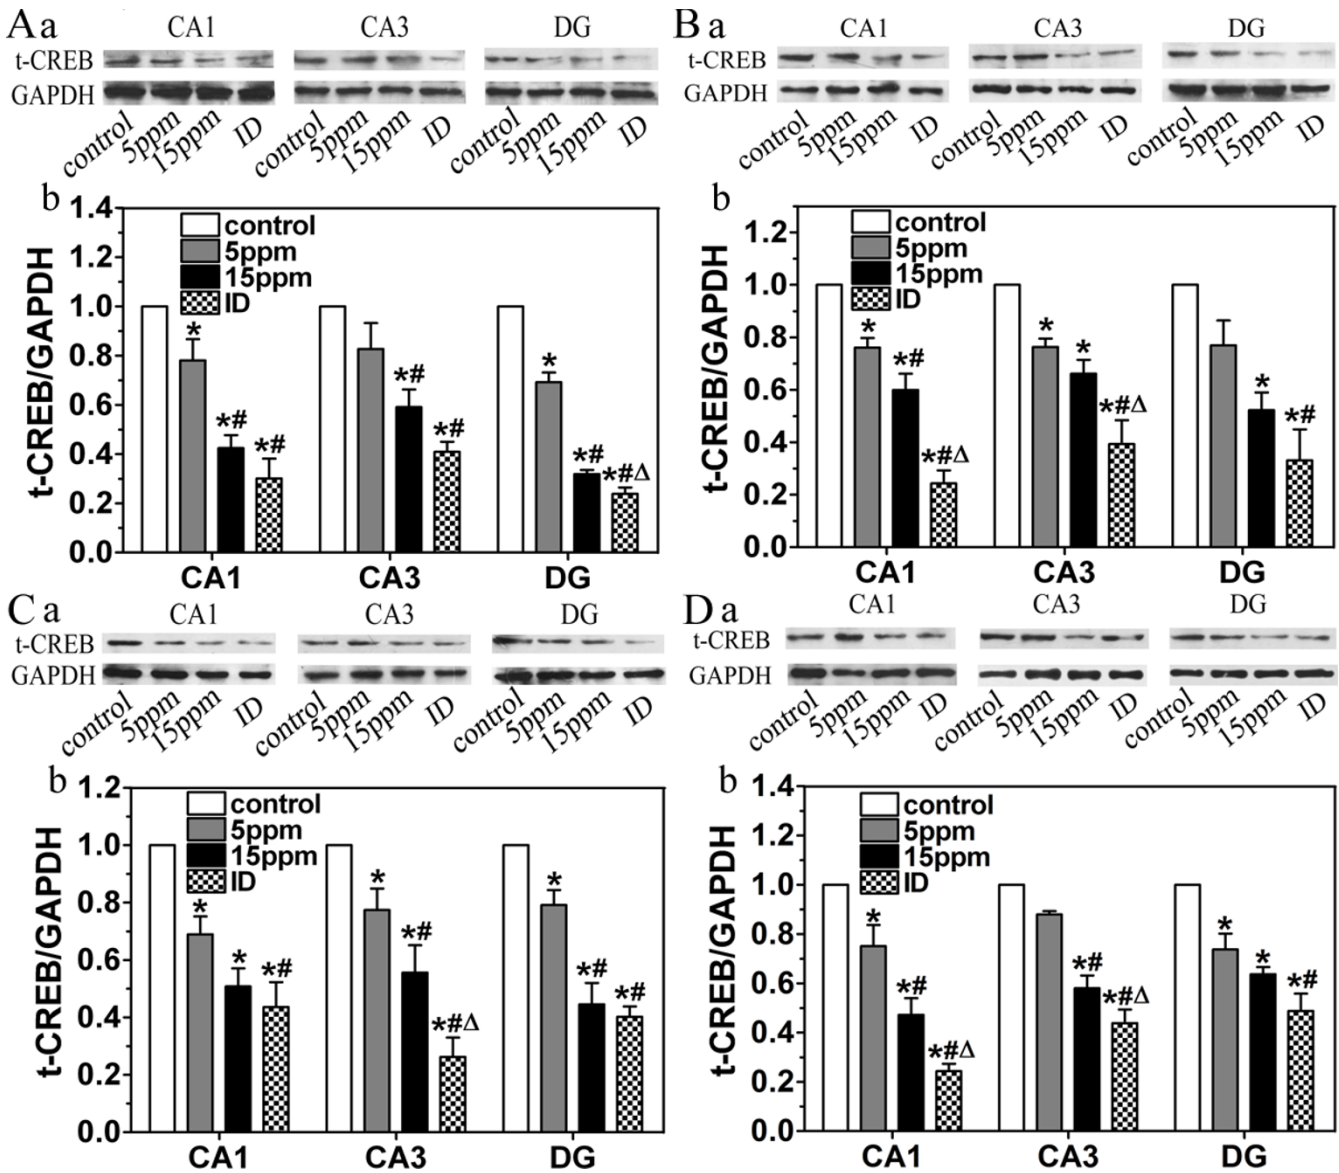 A a CA1 CA3 DG
t-CREB
GAPDH
control 5ppm 15ppm ID control 5ppm 15ppm ID control 5ppm 15ppm ID
b
t-CREB/GAPDH
1.4
1.2
1.0
0.8
0.6
0.4
0.2
0.0
control
5ppm
15ppm
ID
* *# *# *# *# * *# *#Δ
CA1 CA3 DG
B a CA1 CA3 DG
t-CREB
GAPDH
control 5ppm 15ppm ID control 5ppm 15ppm ID control 5ppm 15ppm ID
b
t-CREB/GAPDH
1.2
1.0
0.8
0.6
0.4
0.2
0.0
control
5ppm
15ppm
ID
* *# *#Δ * * *#Δ * *#
CA1 CA3 DG
C a CA1 CA3 DG
t-CREB
GAPDH
control 5ppm 15ppm ID control 5ppm 15ppm ID control 5ppm 15ppm ID
b
t-CREB/GAPDH
1.2
1.0
0.8
0.6
0.4
0.2
0.0
control
5ppm
15ppm
ID
* * *# * *# *#Δ * *# *#
CA1 CA3 DG
D a CA1 CA3 DG
t-CREB
GAPDH
control 5ppm 15ppm ID control 5ppm 15ppm ID control 5ppm 15ppm ID
b
t-CREB/GAPDH
1.4
1.2
1.0
0.8
0.6
0.4
0.2
0.0
control
5ppm
15ppm
ID
* *# *#Δ *# *#Δ * * *#
CA1 CA3 DG